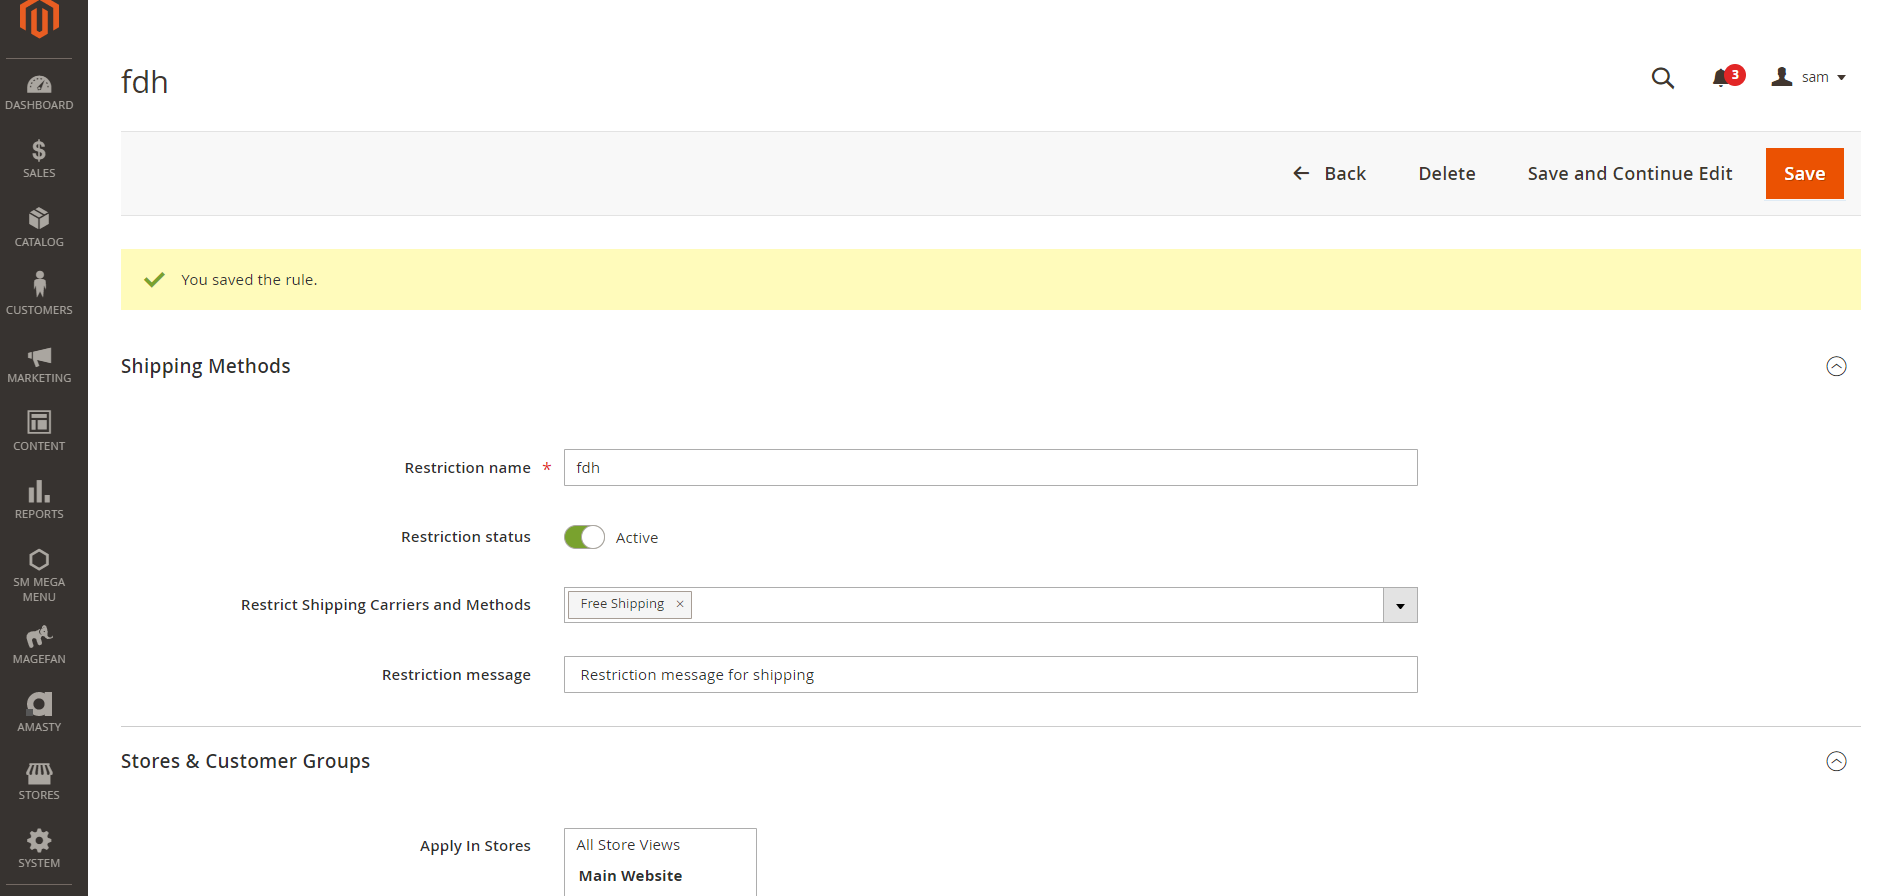 fdh
3
sam
DASHBOARD
SALES
CATALOG
CUSTOMERS
MARKETING
CONTENT
REPORTS
SM MEGA
MENU
MAGEFAN
AMASTY
STORES
SYSTEM
Back
Delete
Save and Continue Edit
Save
You saved the rule.
Shipping Methods
Restriction name *
fdh
Restriction status
Active
Restrict Shipping Carriers and Methods
Free Shipping ×
Restriction message
Restriction message for shipping
Stores & Customer Groups
Apply In Stores
All Store Views
Main Website